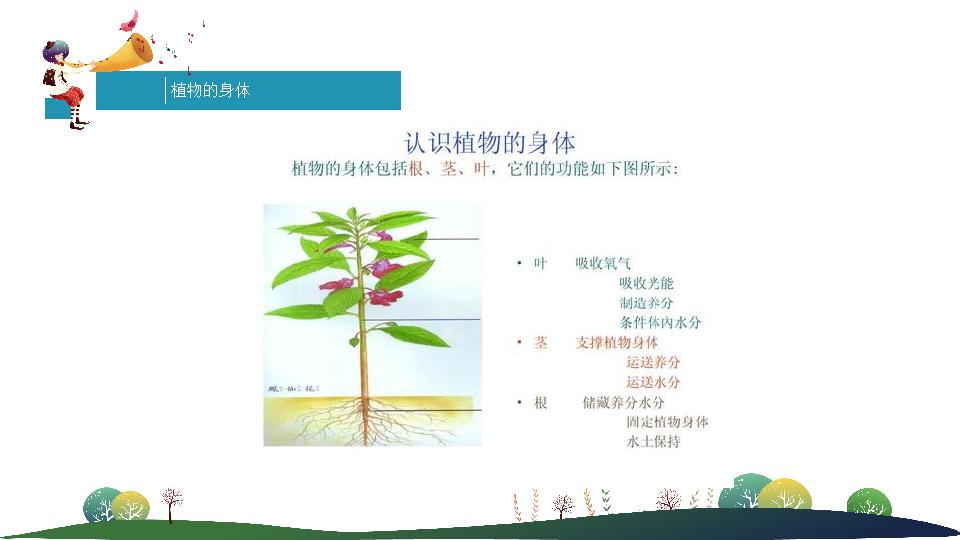 植物的身体
认识植物的身体
植物的身体包括根、茎、叶，它们的功能如下图所示:
• 叶 吸收氧气
吸收光能
制造养分
条件体内水分
• 茎 支撑植物身体
运送养分
运送水分
• 根 储藏养分水分
固定植物身体
水土保持
鳳仙花